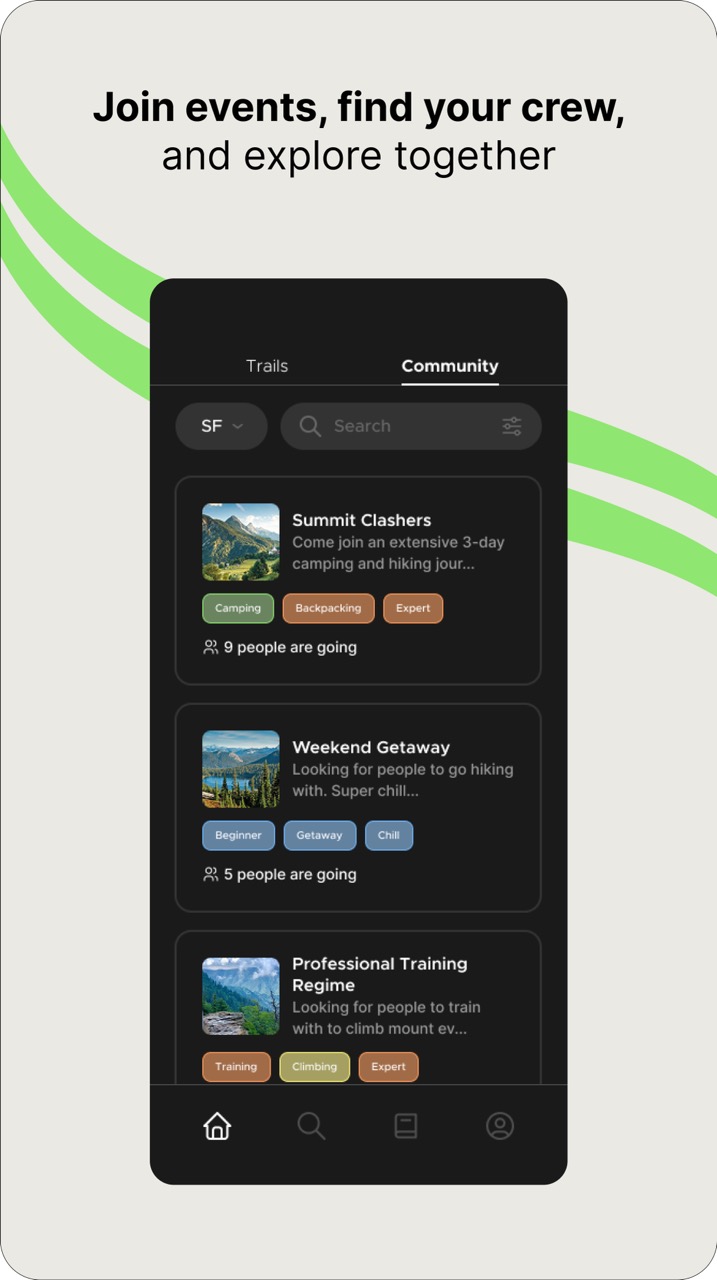 Join events, find your crew,
and explore together
Trails
Community
SF
Search
Summit Clashers
Come join an extensive 3-day
camping and hiking jour...
Camping
Backpacking
Expert
9 people are going
Weekend Getaway
Looking for people to go hiking
with. Super chill...
Beginner
Getaway
Chill
5 people are going
Professional Training
Regime
Looking for people to train
with to climb mount ev...
Training
Climbing
Expert